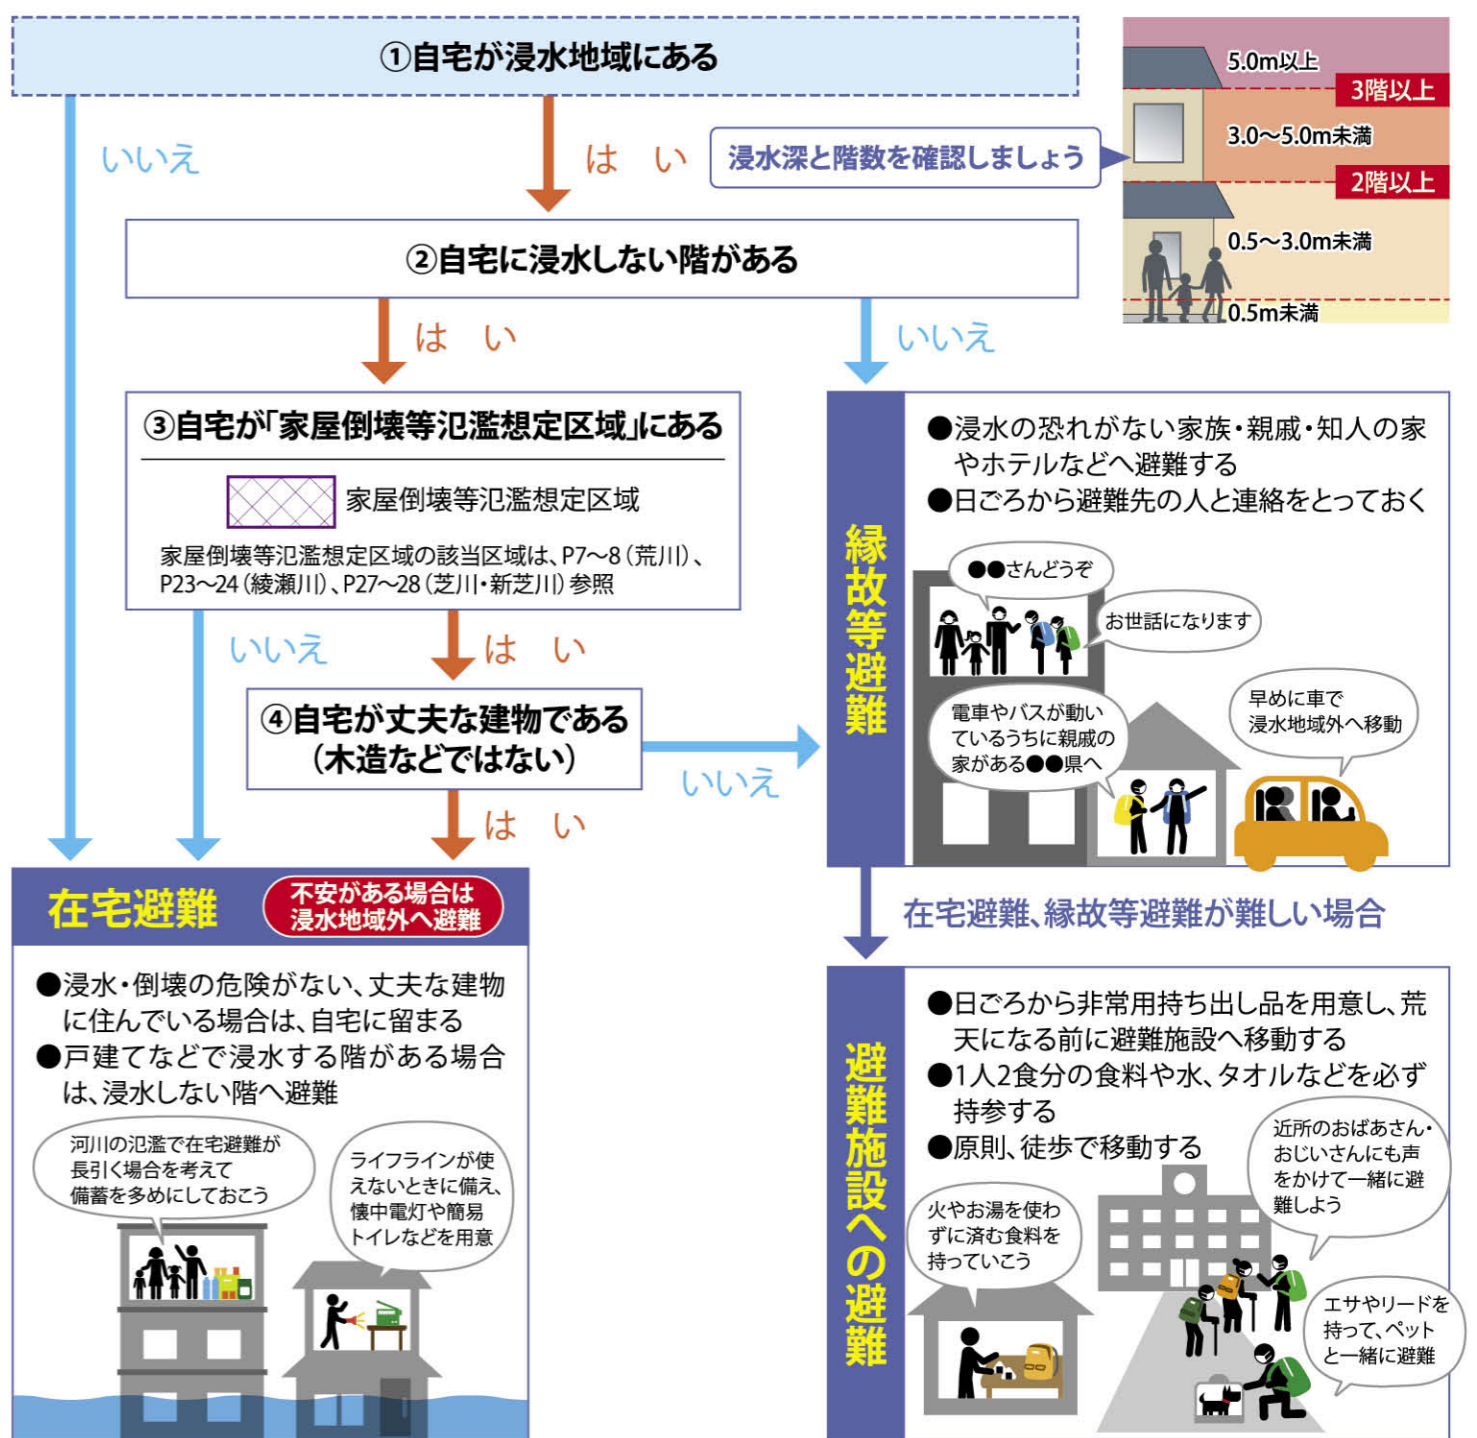 ①自宅が浸水地域にある
いいえ
は い
浸水深と階数を確認しましょう
5.0m以上
3階以上
3.0～5.0m未満
2階以上
0.5～3.0m未満
0.5m未満
②自宅に浸水しない階がある
は い
いいえ
③自宅が「家屋倒壊等氾濫想定区域」にある
家屋倒壊等氾濫想定区域
家屋倒壊等氾濫想定区域の該当区域は、P7～8（荒川）、
P23～24（綾瀬川）、P27～28（芝川・新芝川）参照
いいえ
は い
④自宅が丈夫な建物である
（木造などではない）
いいえ
は い
縁故等避難
●浸水の恐れがない家族・親戚・知人の家
やホテルなどへ避難する
●日ごろから避難先の人と連絡をとっておく
●●さんどうぞ
お世話になります
電車やバスが動い
ているうちに親戚の
家がある●●県へ
早めに車で
浸水地域外へ移動
在宅避難
不安がある場合は
浸水地域外へ避難
●浸水・倒壊の危険がない、丈夫な建物
に住んでいる場合は、自宅に留まる
●戸建てなどで浸水する階がある場合
は、浸水しない階へ避難
河川の氾濫で在宅避難が
長引く場合を考えて
備蓄を多めにしておこう
ライフラインが使
えないときに備え、
懐中電灯や簡易
トイレなどを用意
在宅避難、縁故等避難が難しい場合
避難施設への避難
●日ごろから非常用持ち出し品を用意し、荒
天になる前に避難施設へ移動する
●1人2食分の食料や水、タオルなどを必ず
持参する
●原則、徒歩で移動する
火やお湯を使わ
ずに済む食料を
持っていこう
近所のおばあさん・
おじいさんにも声
をかけて一緒に避
難しよう
エサやリードを
持って、ペット
と一緒に避難